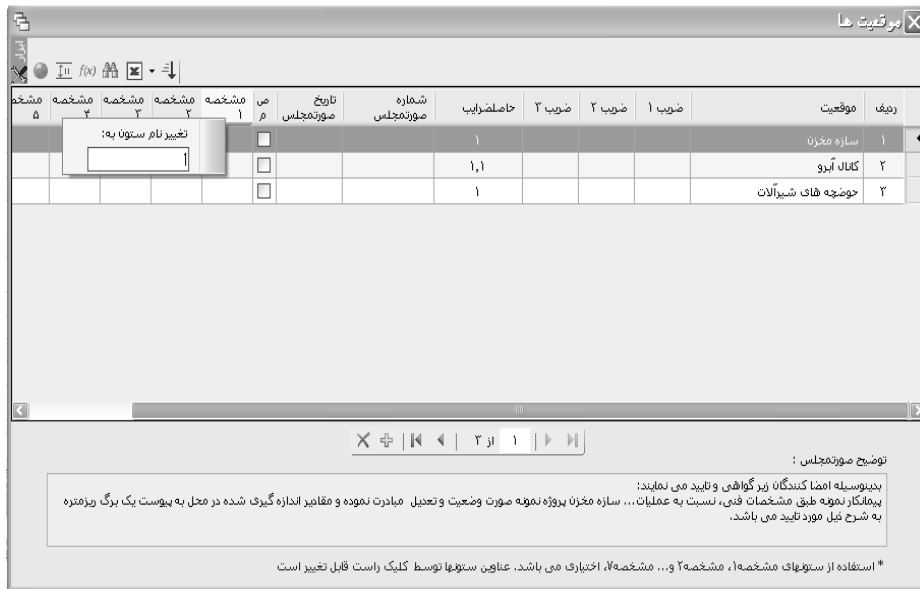 موقعیت ها
ابزار
f(x)
ردیف موقعیت ضریب ۱ ضریب ۲ ضریب ۳ حاصلضرایب شماره صورتمجلس تاریخ صورتمجلس ص م مشخصه ۱ مشخصه ۲ مشخصه ۳ مشخصه ۴ مشخصه ۵
۱ سازه مخزن ۱
۲ کانال آبرو ۱,۱
۳ حوضچه های شیرآلات ۱
تغییر نام ستون به:
1
۱ از ۳
توضیح صورتمجلس :
بدینوسیله امضا کنندگان زیر گواهی و تایید می نمایند:
پیمانکار نمونه طبق مشخصات فنی، نسبت به عملیات... سازه مخزن پروژه نمونه صورت وضعیت و تعدیل مبادرت نموده و مقادیر اندازه گیری شده در محل به پیوست یک برگ ریزمتره
به شرح ذیل مورد تایید می باشد.
* استفاده از ستونهای مشخصه۱، مشخصه۲ و... مشخصه۷، اختیاری می باشد. عناوین ستونها توسط کلیک راست قابل تغییر است